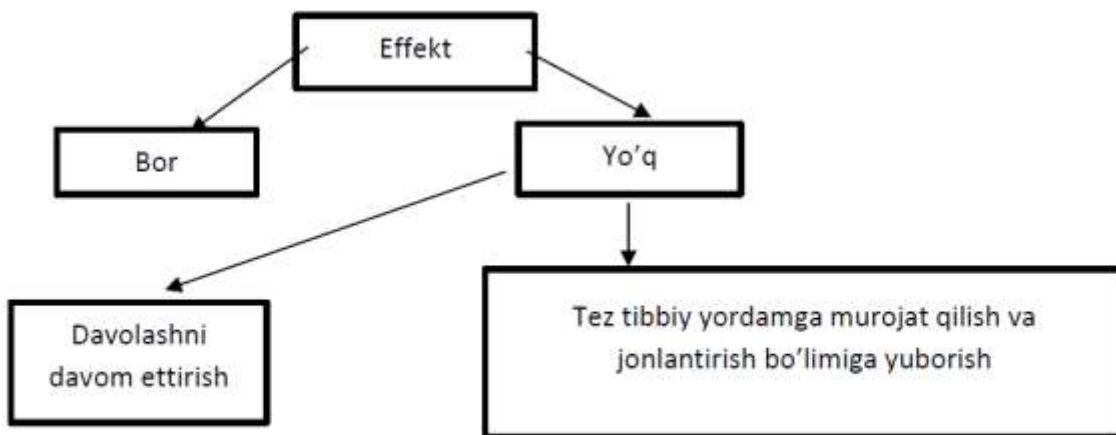 Effekt
Bor
Yo’q
Davolashni
davom ettirish
Tez tibbiy yordamga murojat qilish va
jonlantirish bo’limiga yuborish